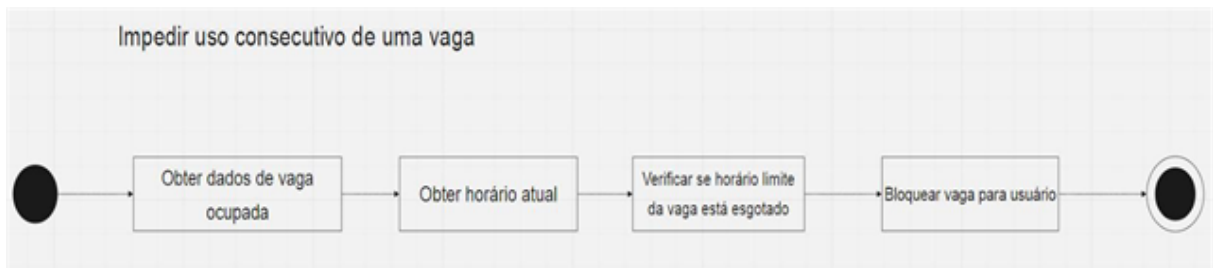 Impedir uso consecutivo de uma vaga
Obter dados de vaga
ocupada
Obter horário atual
Verificar se horário limite
da vaga está esgotado
Bloquear vaga para usuário